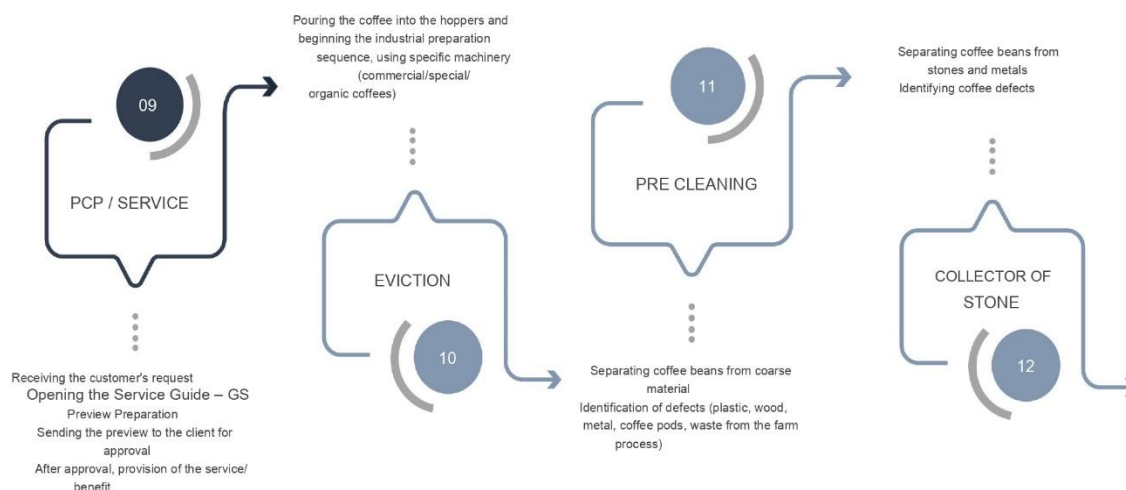 09
PCP / SERVICE
Receiving the customer's request
Opening the Service Guide – GS
Preview Preparation
Sending the preview to the client for
approval
After approval, provision of the service/
benefit
Pouring the coffee into the hoppers and
beginning the industrial preparation
sequence, using specific machinery
(commercial/special/
organic coffees)
EVICTION
10
11
PRE CLEANING
Separating coffee beans from coarse
material
Identification of defects (plastic, wood,
metal, coffee pods, waste from the farm
process)
Separating coffee beans from
stones and metals
Identifying coffee defects
COLLECTOR OF
STONE
12